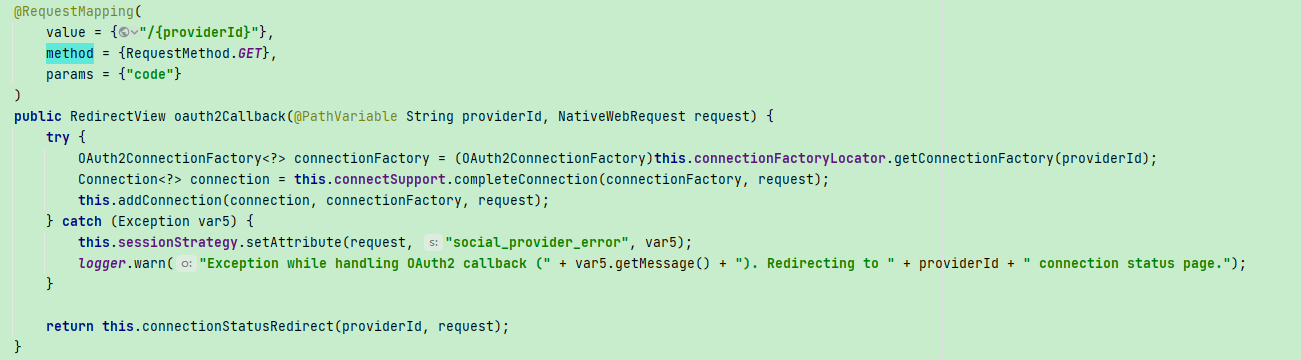 @RequestMapping(
    value = {"/{providerId}"},
    method = {RequestMethod.GET},
    params = {"code"}
)
public RedirectView oauth2Callback(@PathVariable String providerId, NativeWebRequest request) {
    try {
        OAuth2ConnectionFactory<?> connectionFactory = (OAuth2ConnectionFactory)this.connectionFactoryLocator.getConnectionFactory(providerId);
        Connection<?> connection = this.connectSupport.completeConnection(connectionFactory, request);
        this.addConnection(connection, connectionFactory, request);
    } catch (Exception var5) {
        this.sessionStrategy.setAttribute(request, s: "social_provider_error", var5);
        logger.warn( o: "Exception while handling OAuth2 callback (" + var5.getMessage() + "). Redirecting to " + providerId + " connection status page.");
    }

    return this.connectionStatusRedirect(providerId, request);
}